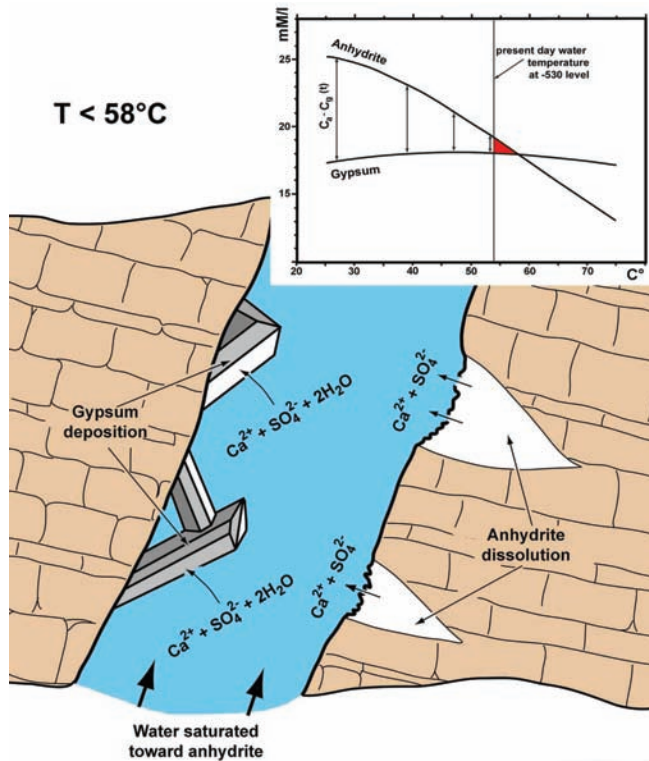 mM/l
25
20
15
20
30
40
50
60
70
C°
Anhydrite
Gypsum
Cₐ - C₉ (t)
present day water
temperature
at -530 level
T < 58°C
Gypsum
deposition
Ca²⁺ + SO₄²⁻ + 2H₂O
Ca²⁺ + SO₄²⁻
Ca²⁺ + SO₄²⁻ + 2H₂O
Ca²⁺ + SO₄²⁻
Anhydrite
dissolution
Water saturated
toward anhydrite